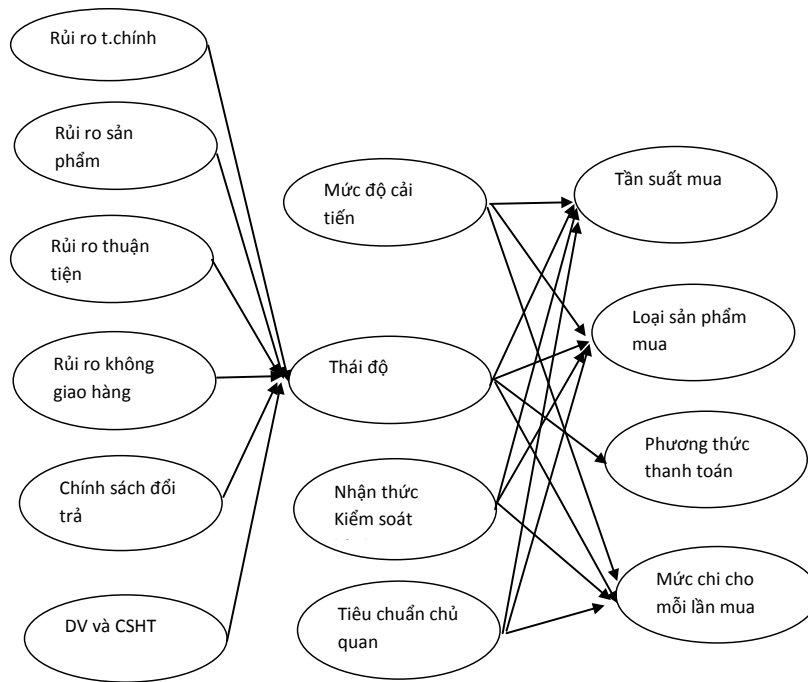 Rủi ro t.chính
Rủi ro sản
phẩm
Rủi ro thuận
tiện
Rủi ro không
giao hàng
Chính sách đổi
trả
DV và CSHT
Mức độ cải
tiến
Thái độ
Nhận thức
Kiểm soát
Tiêu chuẩn chủ
quan
Tần suất mua
Loại sản phẩm
mua
Phương thức
thanh toán
Mức chi cho
mỗi lần mua